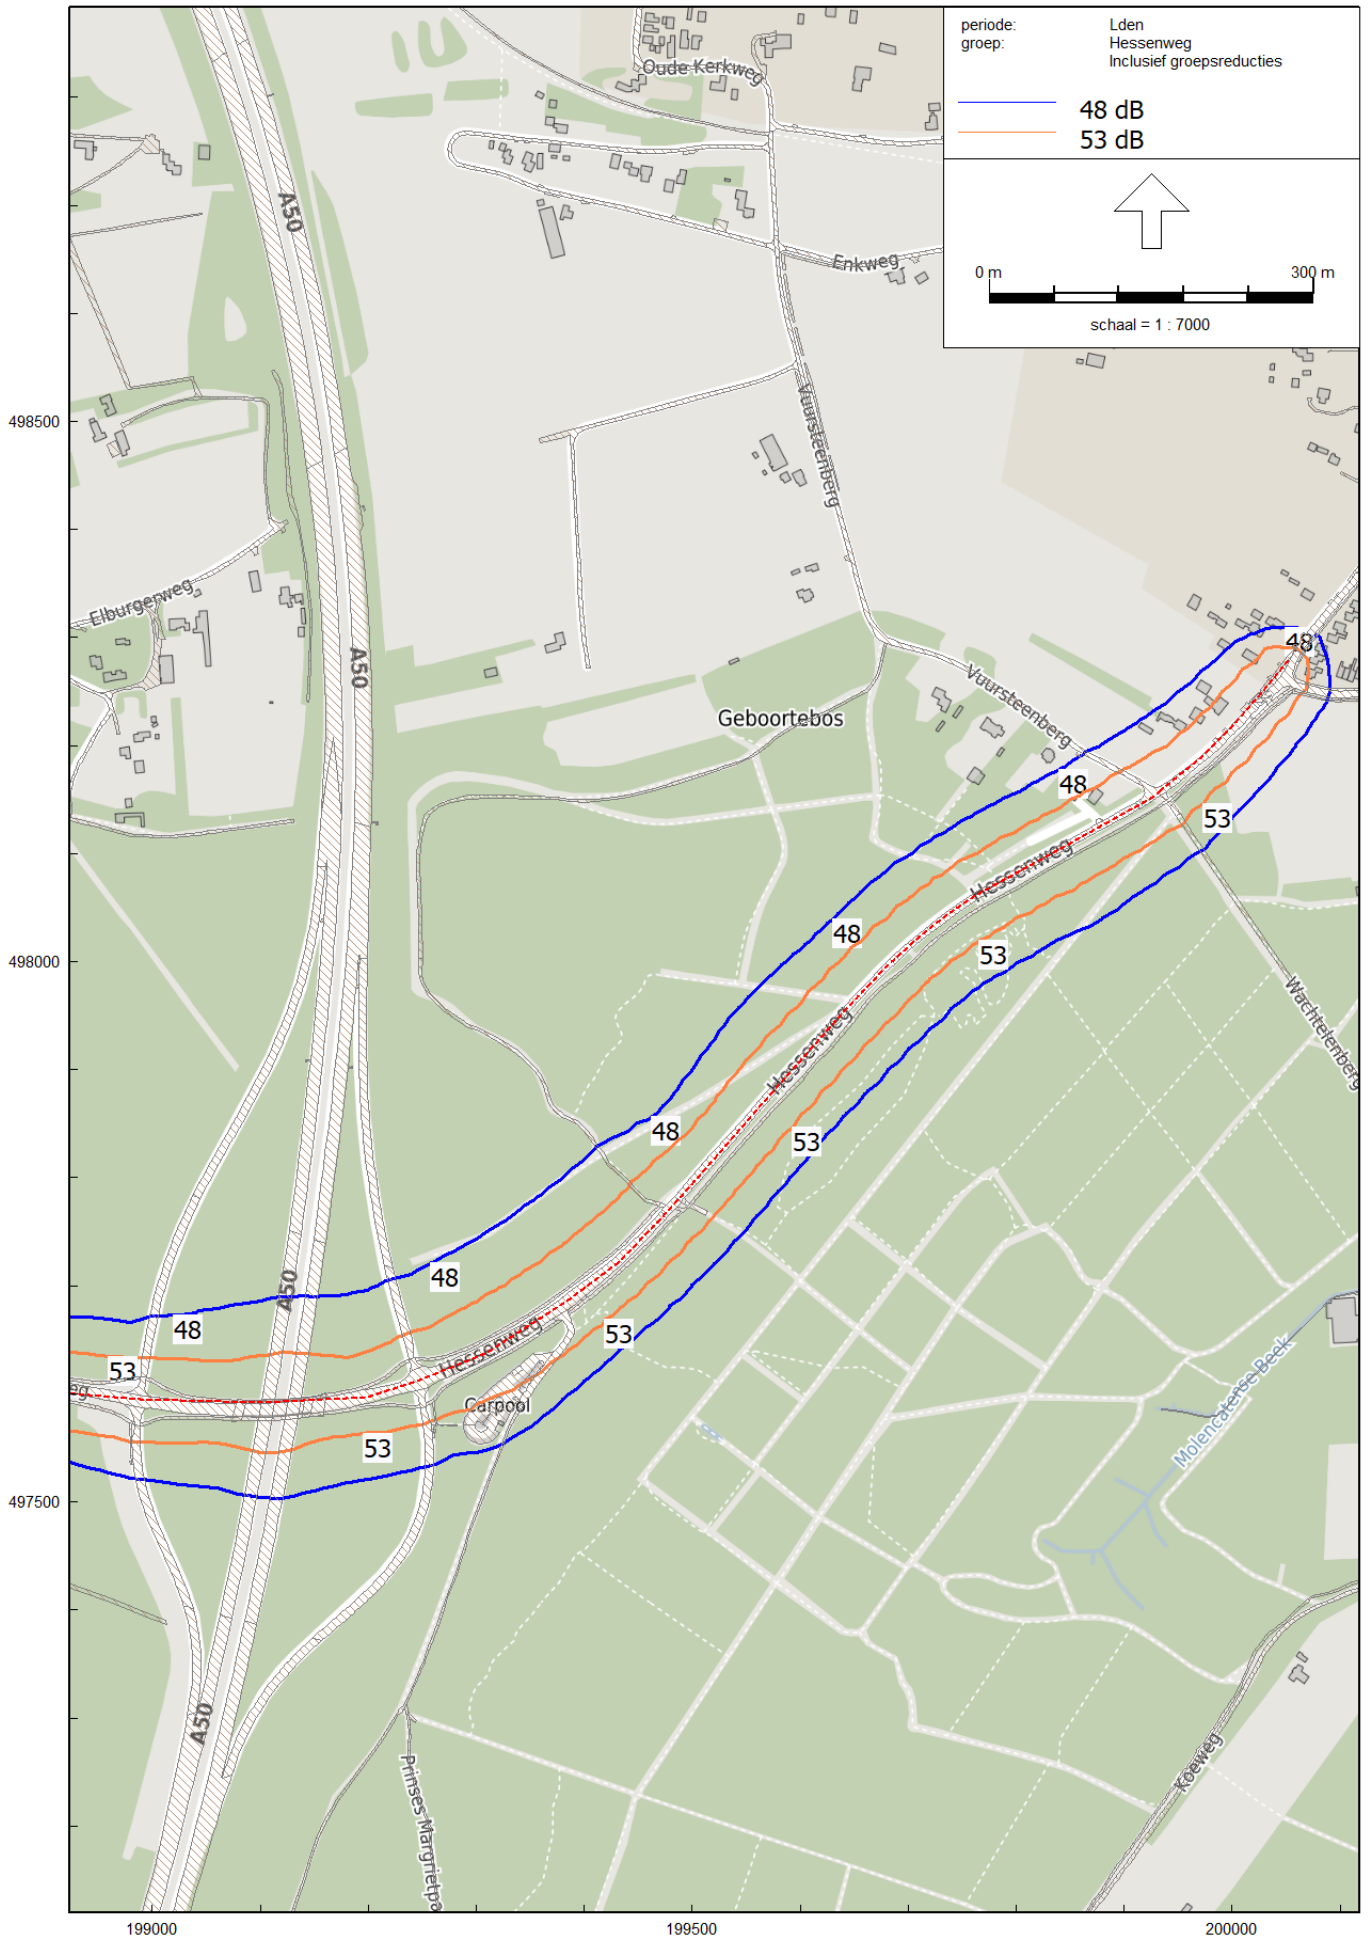 periode: Lden
groep: Hessenweg
Inclusief groepsreducties
48 dB
53 dB
0 m 300 m
schaal = 1 : 7000
Oude Kerkweg
A50
Enkweg
Vuursteenberg
498500
Elburgerweg
A50
48
Geboortebos
Vuursteenberg
48
53
Hessenweg
48
53
498000
Wachtelenberg
Hessenweg
48
53
48
A50
48
53
Hessenweg
53
eg
Carpool
53
Molencatense Beek
497500
A50
Koeweg
Prinses Margrietpa
199000 199500 200000